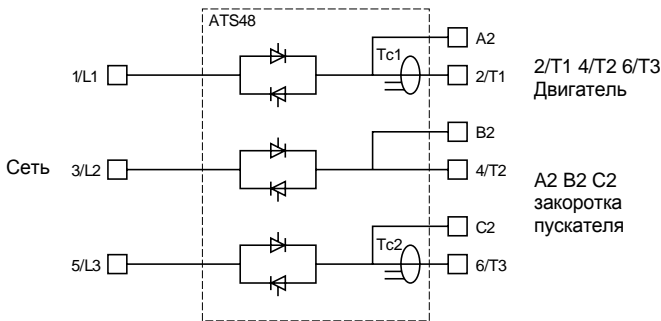 ATS48
A2
Tc1
1/L1
2/T1
2/T1 4/T2 6/T3
Двигатель
B2
Сеть
3/L2
4/T2
A2 B2 C2
закоротка
пускателя
C2
Tc2
5/L3
6/T3